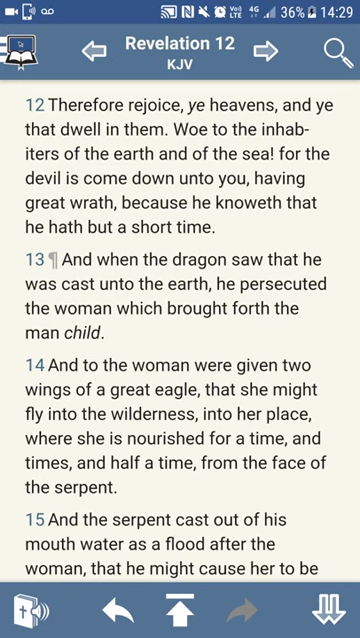 36% 14:29
Revelation 12
KJV
12 Therefore rejoice, ye heavens, and ye
that dwell in them. Woe to the inhab-
iters of the earth and of the sea! for the
devil is come down unto you, having
great wrath, because he knoweth that
he hath but a short time.
13 ¶ And when the dragon saw that he
was cast unto the earth, he persecuted
the woman which brought forth the
man child.
14 And to the woman were given two
wings of a great eagle, that she might
fly into the wilderness, into her place,
where she is nourished for a time, and
times, and half a time, from the face of
the serpent.
15 And the serpent cast out of his
mouth water as a flood after the
woman, that he might cause her to be